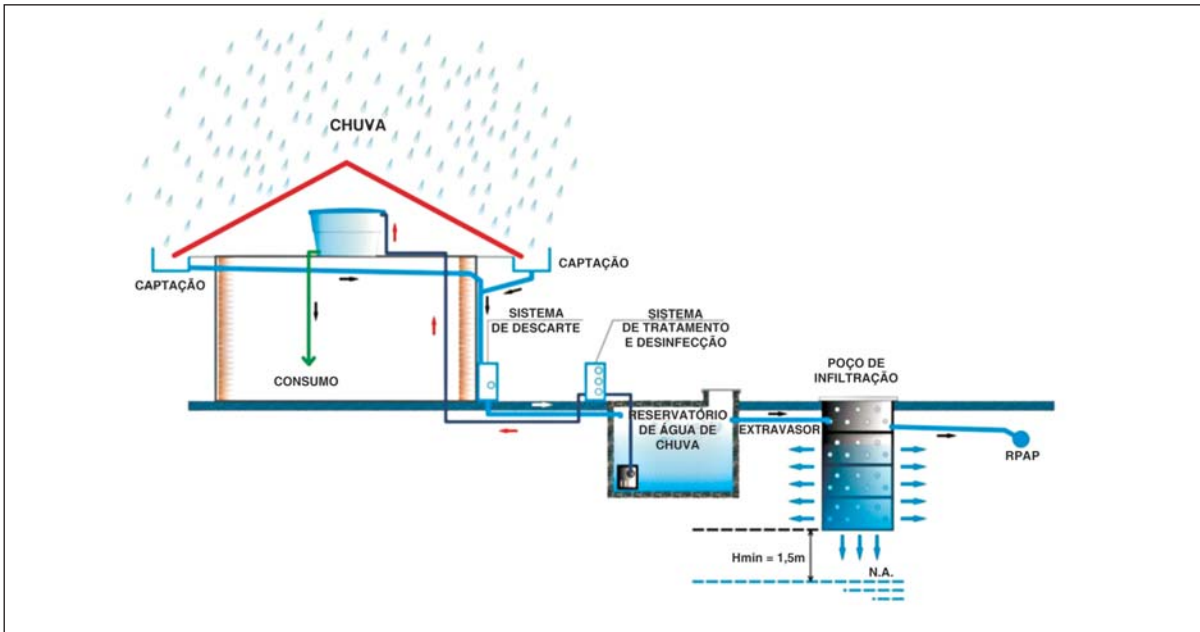 CHUVA
CAPTAÇÃO
CAPTAÇÃO
SISTEMA
DE DESCARTE
SISTEMA
DE TRATAMENTO
E DESINFECÇÃO
CONSUMO
POÇO DE
INFILTRAÇÃO
RESERVATÓRIO
DE ÁGUA DE
CHUVA
EXTRAVASOR
RPAP
Hmin = 1,5m
N.A.